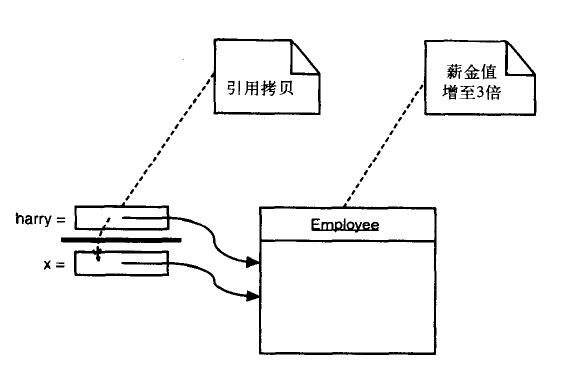 引用拷贝
薪金值
增至3倍
harry =
Employee
x =